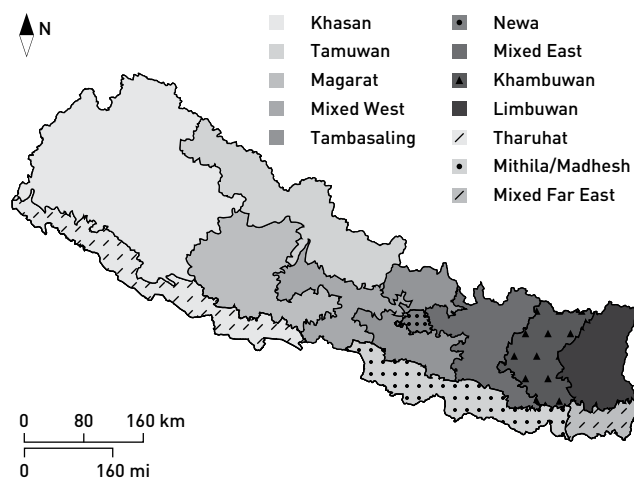 N
Khasan
Tamuwan
Magarat
Mixed West
Tambasaling
Newa
Mixed East
Khambuwan
Limbuwan
Tharuhat
Mithila/Madhesh
Mixed Far East
0 80 160 km
0 160 mi